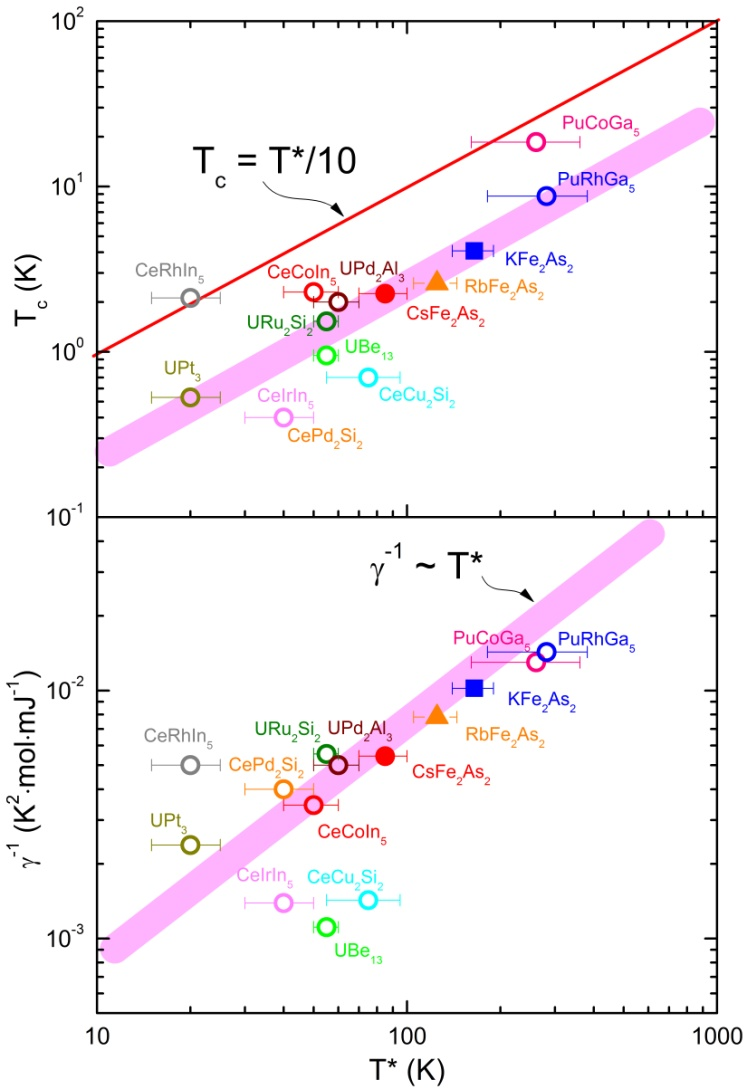 10²
PuCoGa₅
T_c = T*/10
PuRhGa₅
10¹
KFe₂As₂
CeRhIn₅
CeCoIn₅
UPd₂Al₃
RbFe₂As₂
T_c (K)
URu₂Si₂
CsFe₂As₂
10⁰
UPt₃
UBe₁₃
CeIrIn₅
CeCu₂Si₂
CePd₂Si₂
10⁻¹
γ⁻¹ ~ T*
PuCoGa₅
PuRhGa₅
10⁻²
KFe₂As₂
URu₂Si₂
UPd₂Al₃
RbFe₂As₂
CeRhIn₅
CePd₂Si₂
CsFe₂As₂
γ⁻¹ (K²·mol·mJ⁻¹)
UPt₃
CeCoIn₅
CeIrIn₅
CeCu₂Si₂
10⁻³
UBe₁₃
10 100 1000
T* (K)